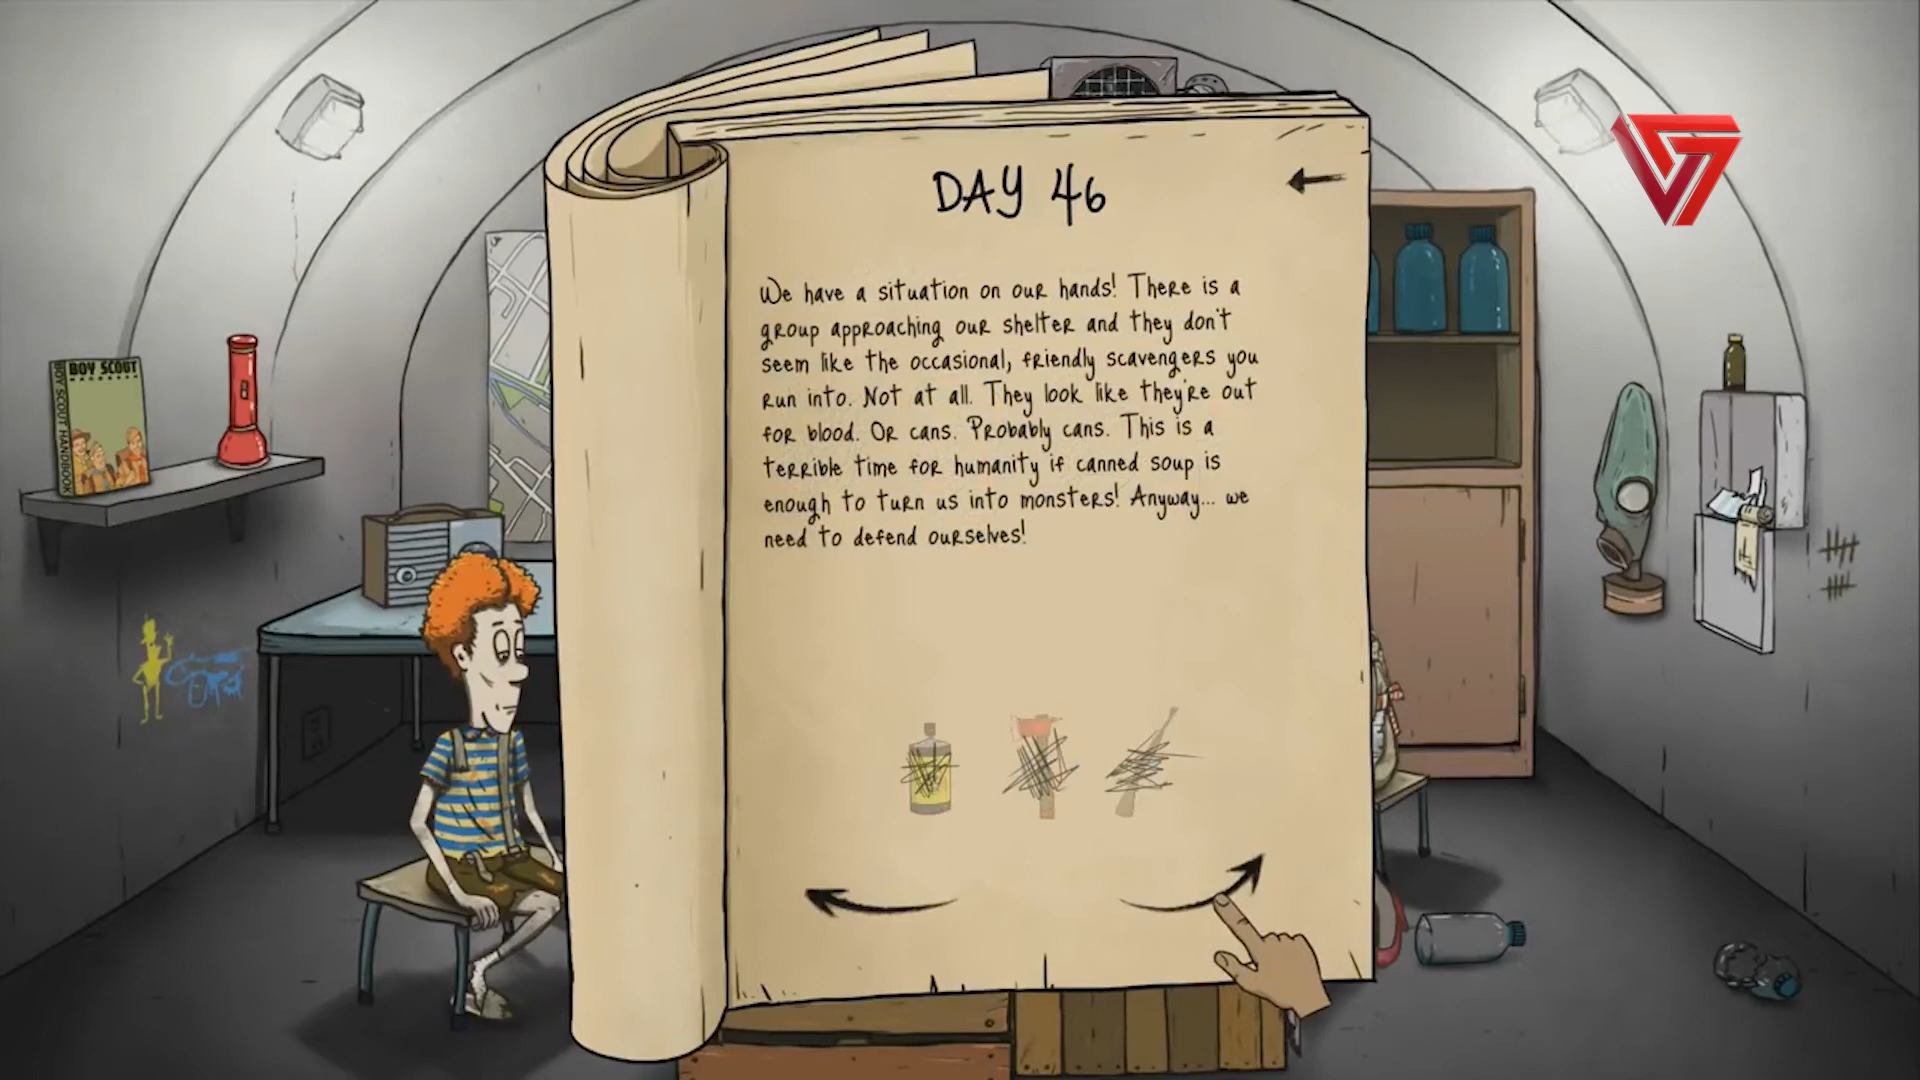 DAY 46
We have a situation on our hands! There is a
group approaching our shelter and they don't
seem like the occasional, friendly scavengers you
run into. Not at all. They look like they're out
for blood. Or cans. Probably cans. This is a
terrible time for humanity if canned soup is
enough to turn us into monsters! Anyway... we
need to defend ourselves!
BOY SCOUT
BOY SCOUT HANDBOOK